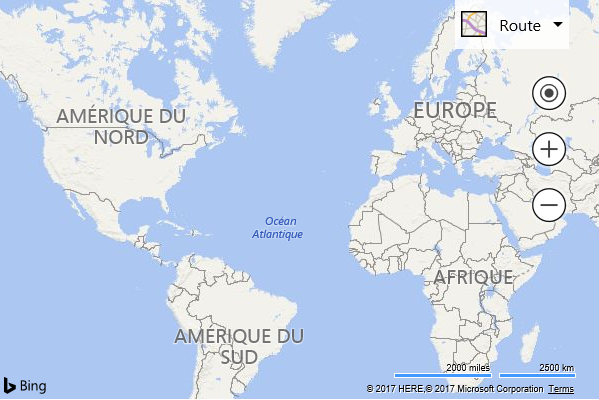 Route
AMÉRIQUE DU
NORD
EUROPE
Océan
Atlantique
AFRIQUE
AMÉRIQUE DU
SUD
2000 miles
2500 km
Bing
© 2017 HERE,© 2017 Microsoft Corporation Terms